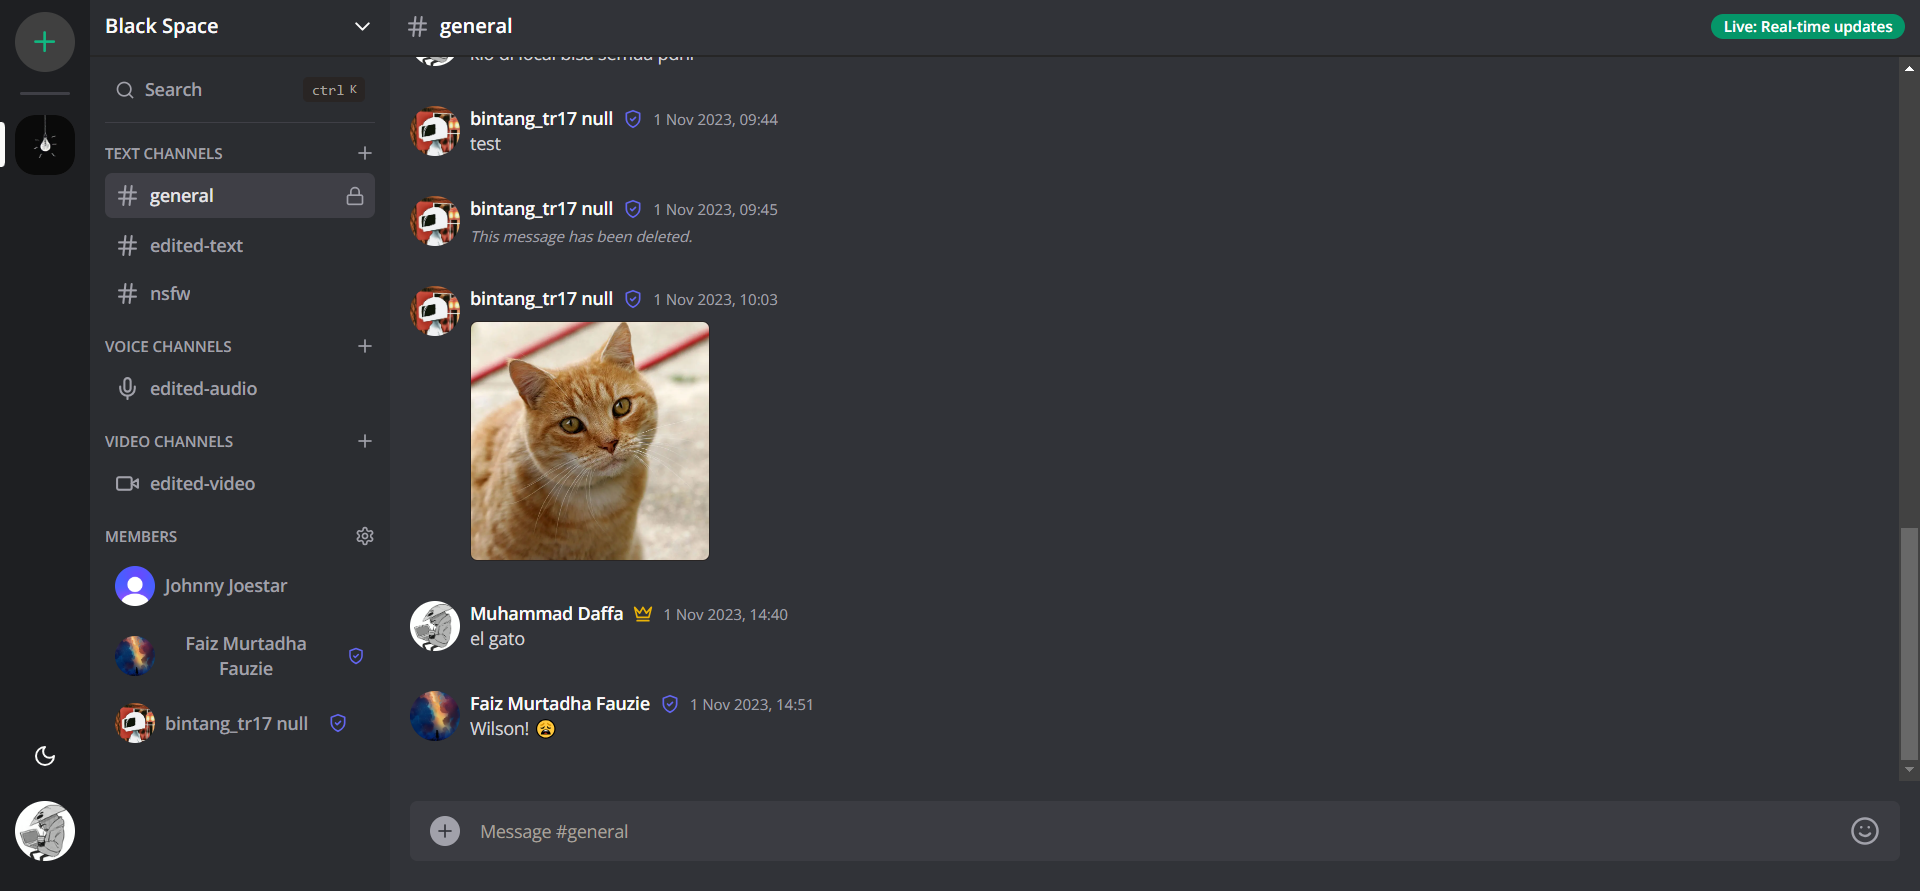 Black Space
Search
ctrl K
TEXT CHANNELS
general
edited-text
nsfw
VOICE CHANNELS
edited-audio
VIDEO CHANNELS
edited-video
MEMBERS
Johnny Joestar
Faiz Murtadha
Fauzie
bintang_tr17 null
# general
Live: Real-time updates
bintang_tr17 null 1 Nov 2023, 09:44
test
bintang_tr17 null 1 Nov 2023, 09:45
This message has been deleted.
bintang_tr17 null 1 Nov 2023, 10:03
Muhammad Daffa 1 Nov 2023, 14:40
el gato
Faiz Murtadha Fauzie 1 Nov 2023, 14:51
Wilson! 😩
Message #general